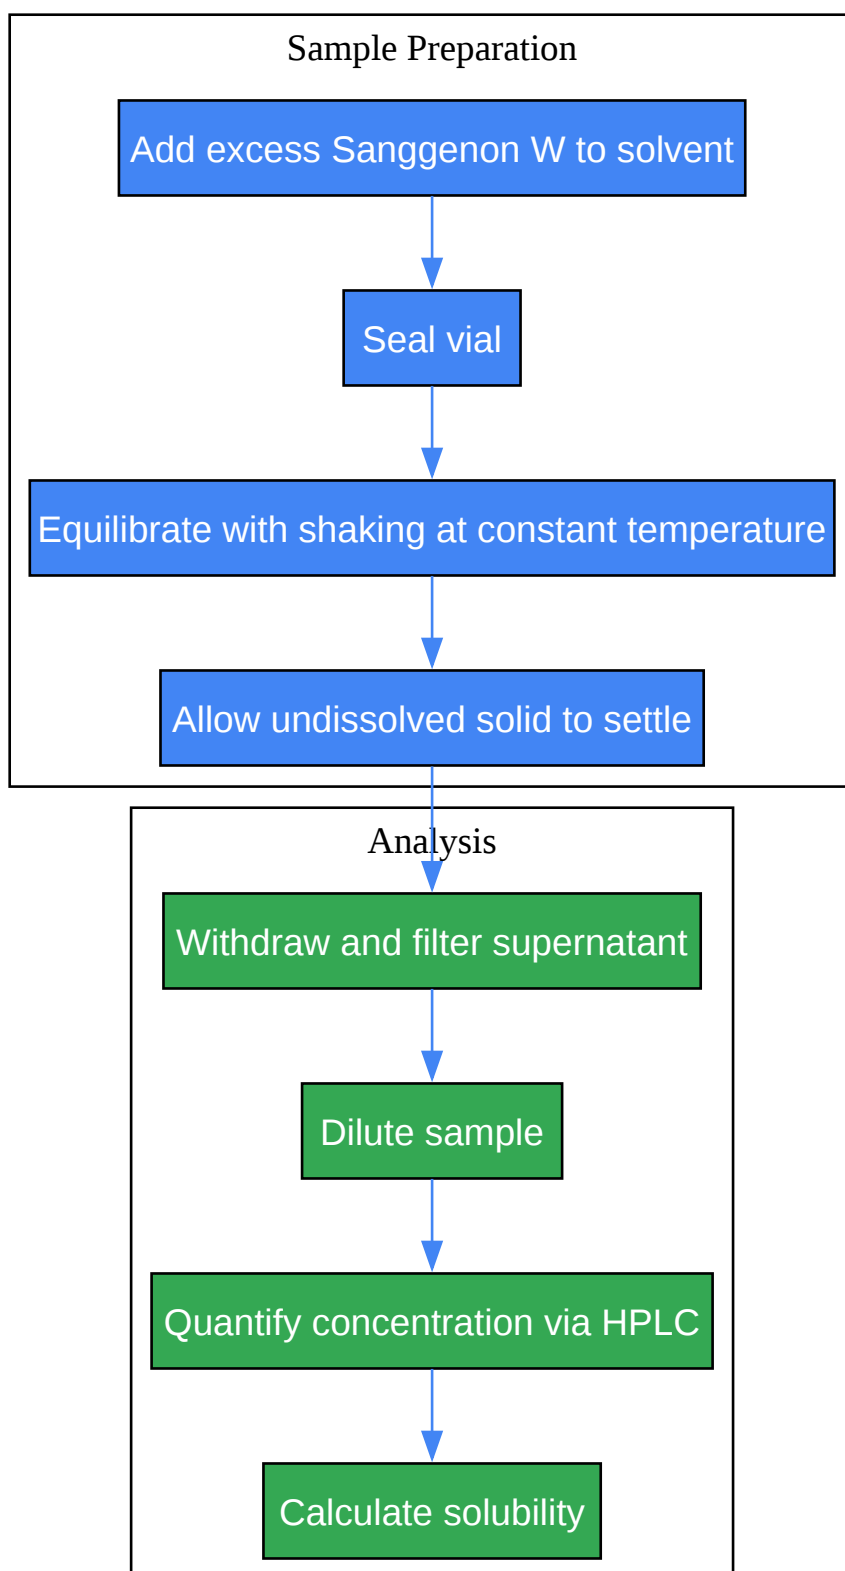 Sample Preparation
Add excess Sanggenon W to solvent
Seal vial
Equilibrate with shaking at constant temperature
Allow undissolved solid to settle
Analysis
Withdraw and filter supernatant
Dilute sample
Quantify concentration via HPLC
Calculate solubility